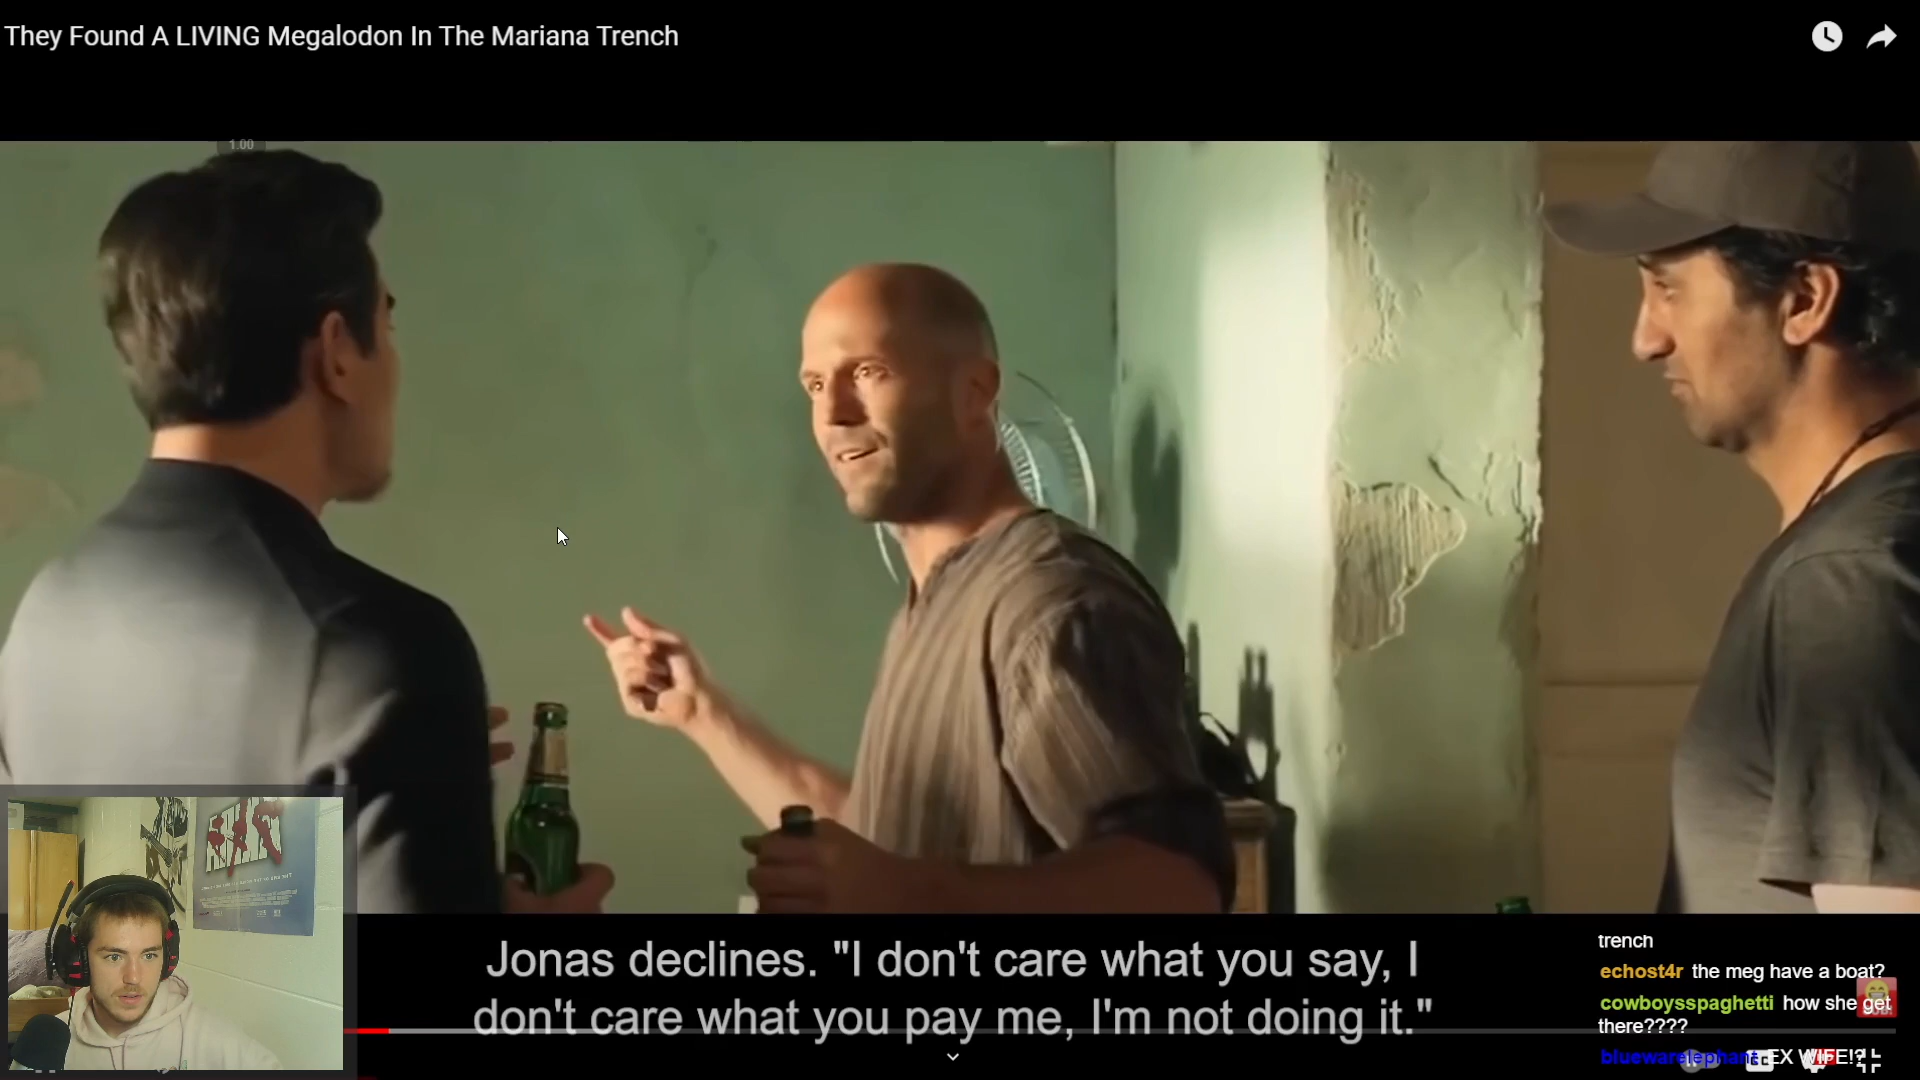 They Found A LIVING Megalodon In The Mariana Trench
1.00
Jonas declines. "I don't care what you say, I
don't care what you pay me, I'm not doing it."
trench
echost4r the meg have a boat?
cowboysspaghetti how she get
there????
bluewarelephant EX WIFE!?